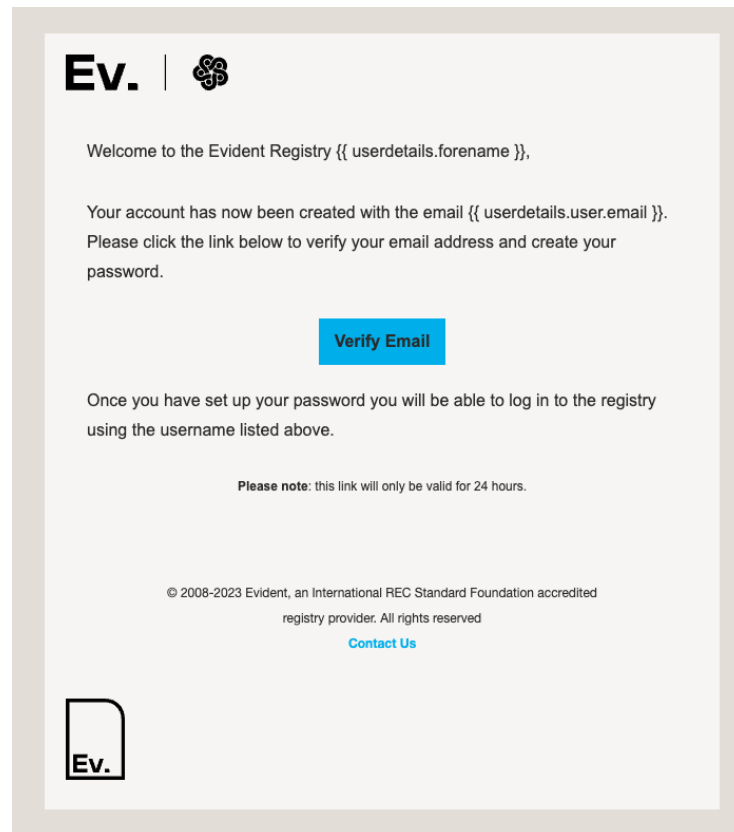 Ev.
Welcome to the Evident Registry {{ userdetails.forename }},
Your account has now been created with the email {{ userdetails.user.email }}.
Please click the link below to verify your email address and create your
password.
Verify Email
Once you have set up your password you will be able to log in to the registry
using the username listed above.
Please note: this link will only be valid for 24 hours.
© 2008-2023 Evident, an International REC Standard Foundation accredited
registry provider. All rights reserved
Contact Us
Ev.